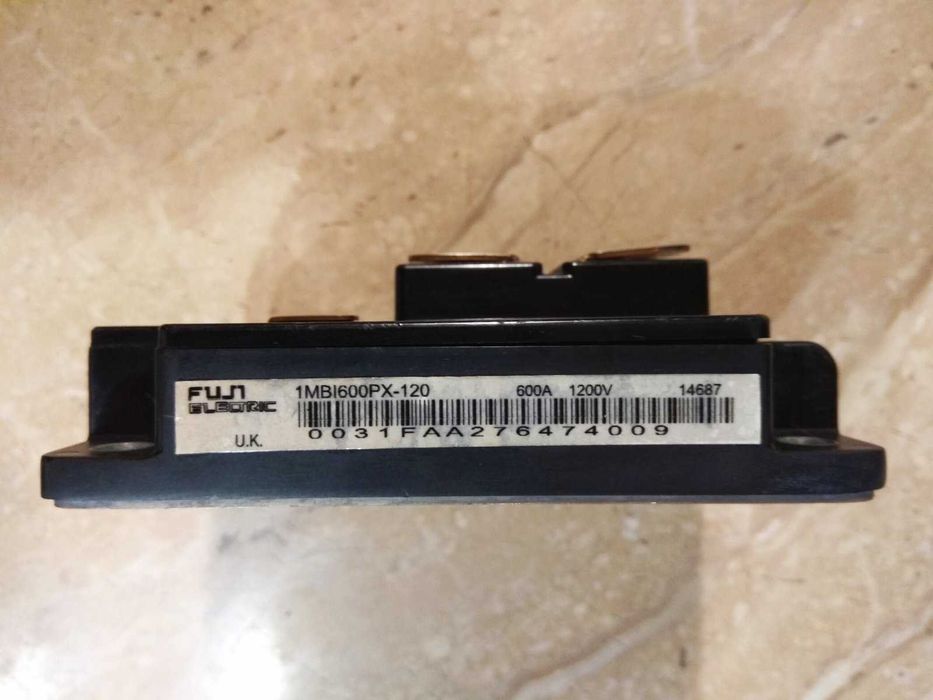 FUJI 1MBI600PX-120 600A 1200V 14687
ELECTRIC
U.K. 0031FAA276474009